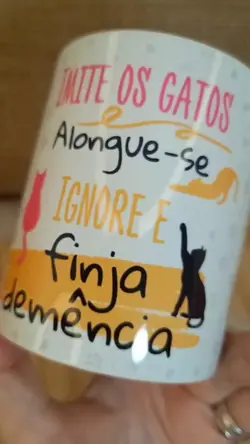 IMITE OS GATOS
Alongue-se
IGNORE E
finja
demência